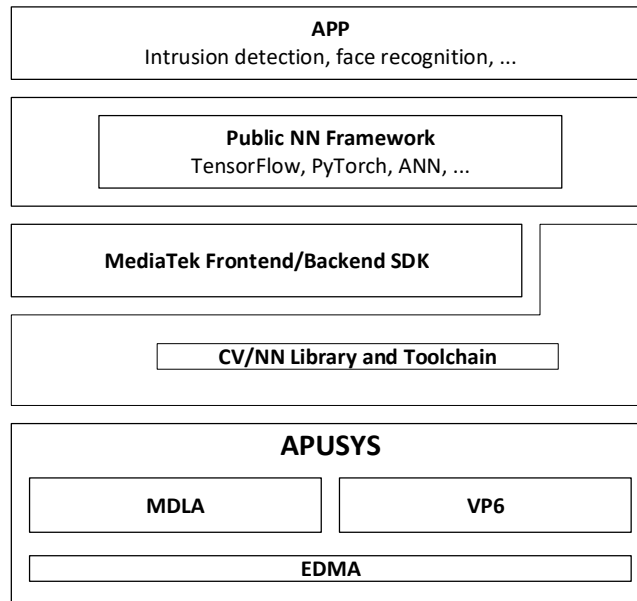 APP
Intrusion detection, face recognition, ...
Public NN Framework
TensorFlow, PyTorch, ANN, ...
MediaTek Frontend/Backend SDK
CV/NN Library and Toolchain
APUSYS
MDLA
VP6
EDMA